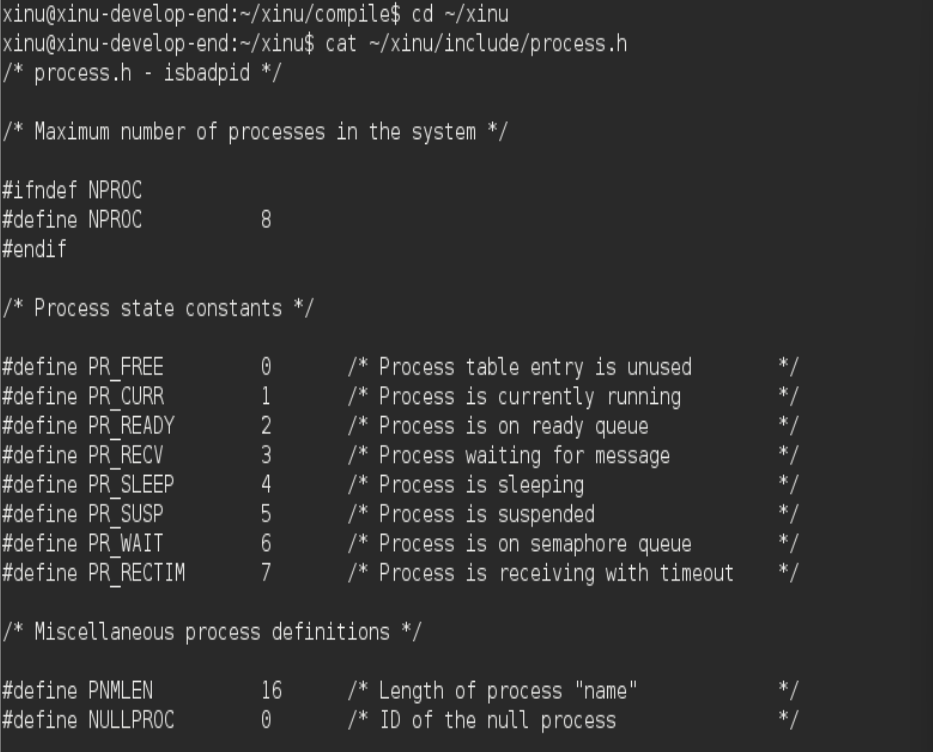 xinu@xinu-develop-end:~/xinu/compile$ cd ~/xinu
xinu@xinu-develop-end:~/xinu$ cat ~/xinu/include/process.h
/* process.h - isbadpid */
/* Maximum number of processes in the system */
#ifndef NPROC
#define NPROC 8
#endif
/* Process state constants */
#define PR_FREE 0 /* Process table entry is unused */
#define PR_CURR 1 /* Process is currently running */
#define PR_READY 2 /* Process is on ready queue */
#define PR_RECV 3 /* Process waiting for message */
#define PR_SLEEP 4 /* Process is sleeping */
#define PR_SUSP 5 /* Process is suspended */
#define PR_WAIT 6 /* Process is on semaphore queue */
#define PR_RECTIM 7 /* Process is receiving with timeout */
/* Miscellaneous process definitions */
#define PNMLEN 16 /* Length of process "name" */
#define NULLPROC 0 /* ID of the null process */